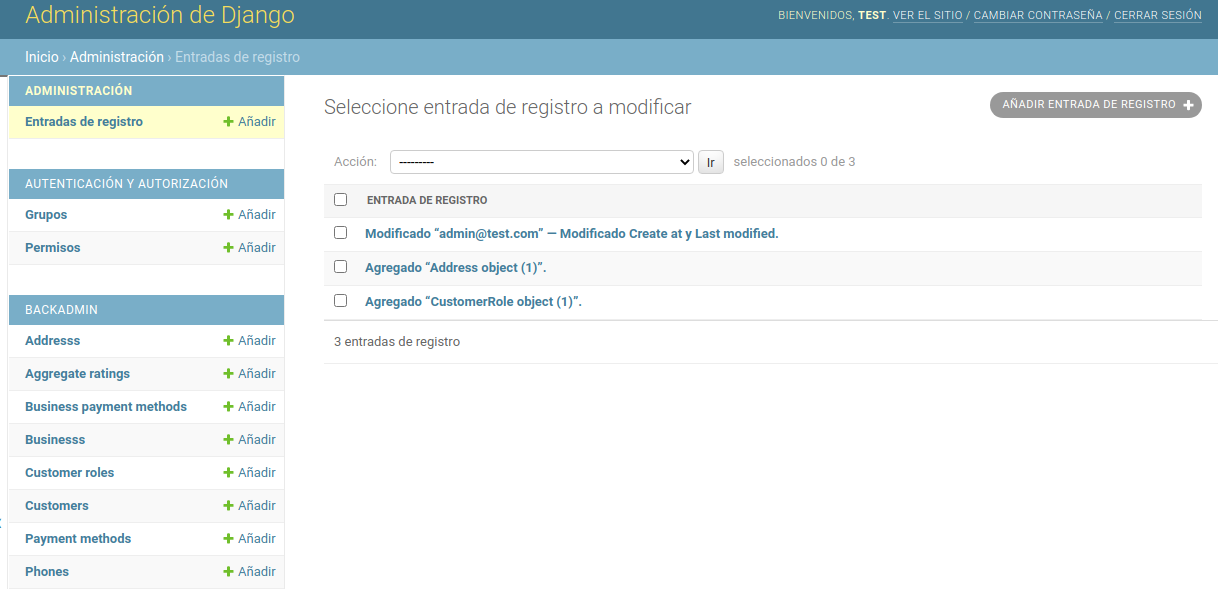 Administración de Django
BIENVENIDOS, TEST. VER EL SITIO / CAMBIAR CONTRASEÑA / CERRAR SESIÓN
Inicio › Administración › Entradas de registro
ADMINISTRACIÓN
Entradas de registro Añadir
AUTENTICACIÓN Y AUTORIZACIÓN
Grupos Añadir
Permisos Añadir
BACKADMIN
Addresss Añadir
Aggregate ratings Añadir
Business payment methods Añadir
Businesss Añadir
Customer roles Añadir
Customers Añadir
Payment methods Añadir
Phones Añadir
Seleccione entrada de registro a modificar
AÑADIR ENTRADA DE REGISTRO
Acción: --------- Ir seleccionados 0 de 3
ENTRADA DE REGISTRO
Modificado “admin@test.com” — Modificado Create at y Last modified.
Agregado “Address object (1)”.
Agregado “CustomerRole object (1)”.
3 entradas de registro